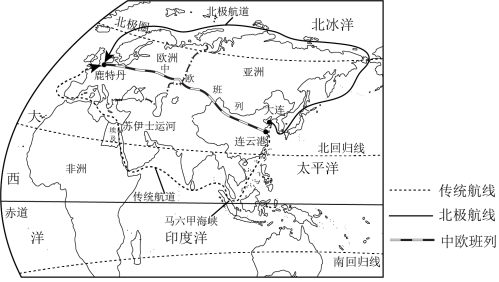 北极航道
北冰洋
北极圈
欧洲
中
亚洲
鹿特丹
欧
班
列
大连
大
苏伊士运河
埃及
连云港
北回归线
太平洋
非洲
西
传统航道
马六甲海峡
赤道
洋
印度洋
南回归线
传统航线
北极航线
中欧班列